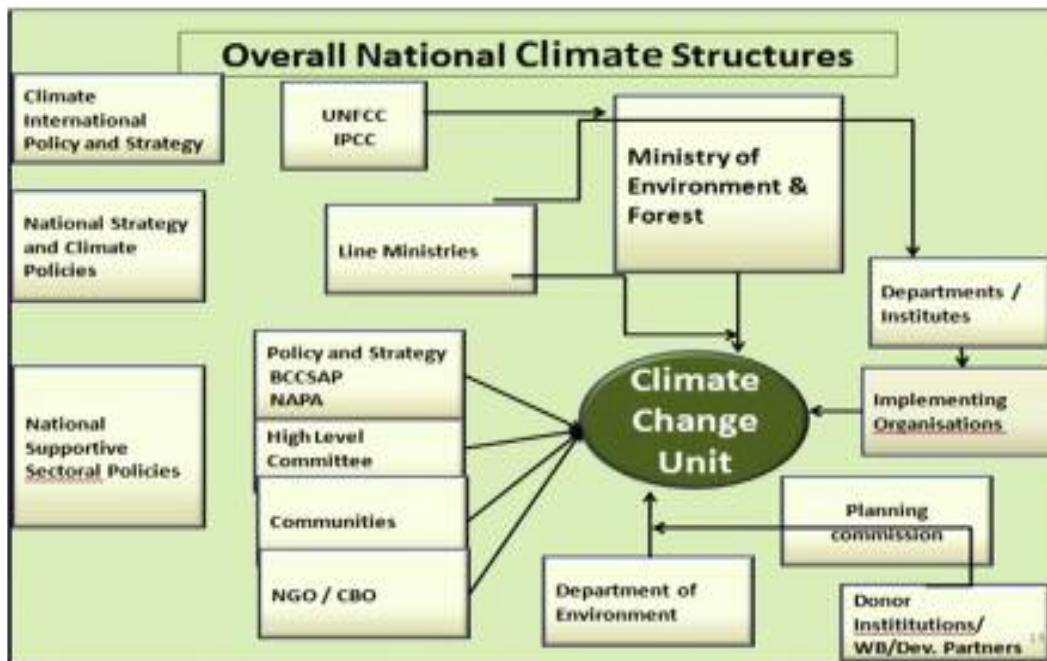 Overall National Climate Structures
Climate
International
Policy and Strategy
UNFCC
IPCC
Ministry of
Environment &
Forest
National Strategy
and Climate
Policies
Line Ministries
Departments /
Institutes
Policy and Strategy
BCCSAP
NAPA
Climate
Change
Unit
Implementing
Organisations
National
Supportive
Sectoral Policies
High Level
Committee
Communities
Planning
commission
NGO / CBO
Department of
Environment
Donor
Instititutions/
WB/Dev. Partners